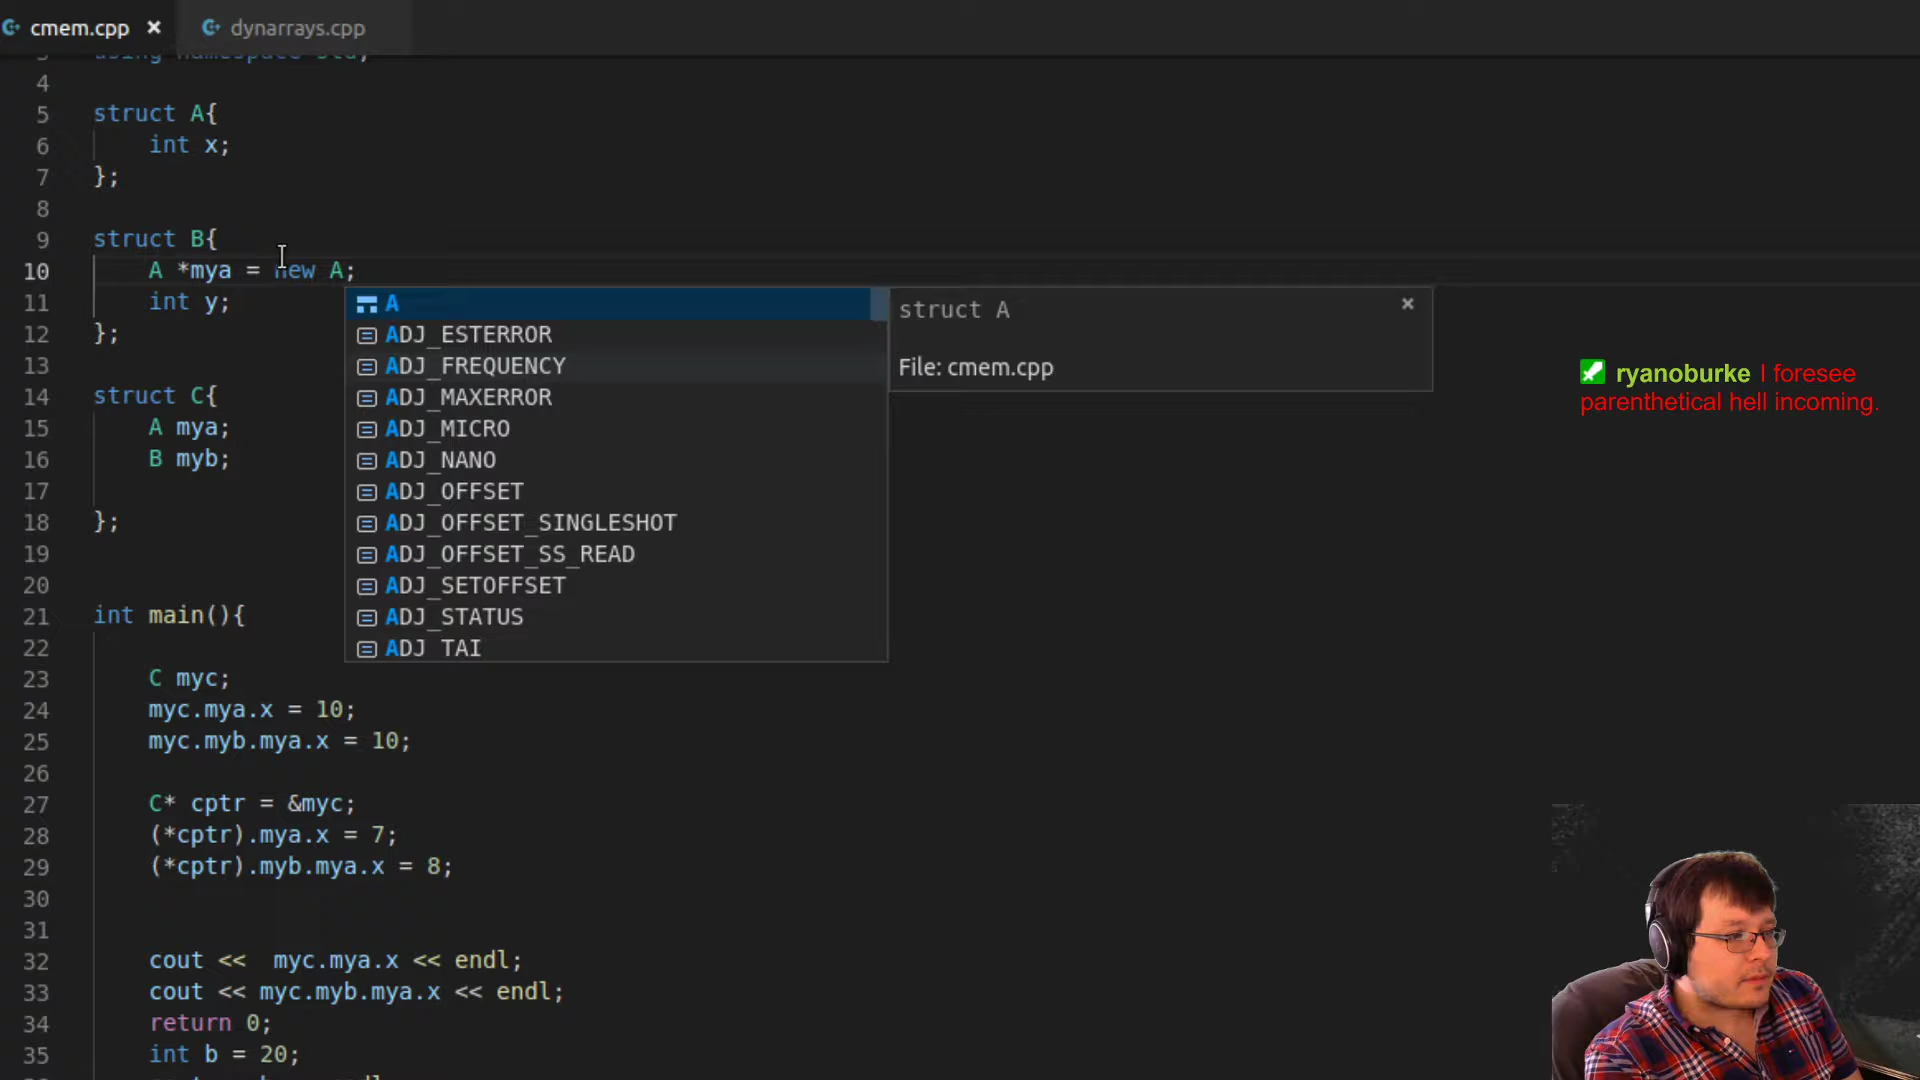 cmem.cpp × dynarrays.cpp
3 using namespace std;
4
5 struct A{
6 int x;
7 };
8
9 struct B{
10 A *mya = new A;
11 int y;
12 };
13
14 struct C{
15 A mya;
16 B myb;
17
18 };
19
20
21 int main(){
22
23 C myc;
24 myc.mya.x = 10;
25 myc.myb.mya.x = 10;
26
27 C* cptr = &myc;
28 (*cptr).mya.x = 7;
29 (*cptr).myb.mya.x = 8;
30
31
32 cout <<  myc.mya.x << endl;
33 cout << myc.myb.mya.x << endl;
34 return 0;
35 int b = 20;
A
ADJ_ESTERROR
ADJ_FREQUENCY
ADJ_MAXERROR
ADJ_MICRO
ADJ_NANO
ADJ_OFFSET
ADJ_OFFSET_SINGLESHOT
ADJ_OFFSET_SS_READ
ADJ_SETOFFSET
ADJ_STATUS
ADJ_TAI
struct A ×
File: cmem.cpp
ryanoburke I foresee
parenthetical hell incoming.